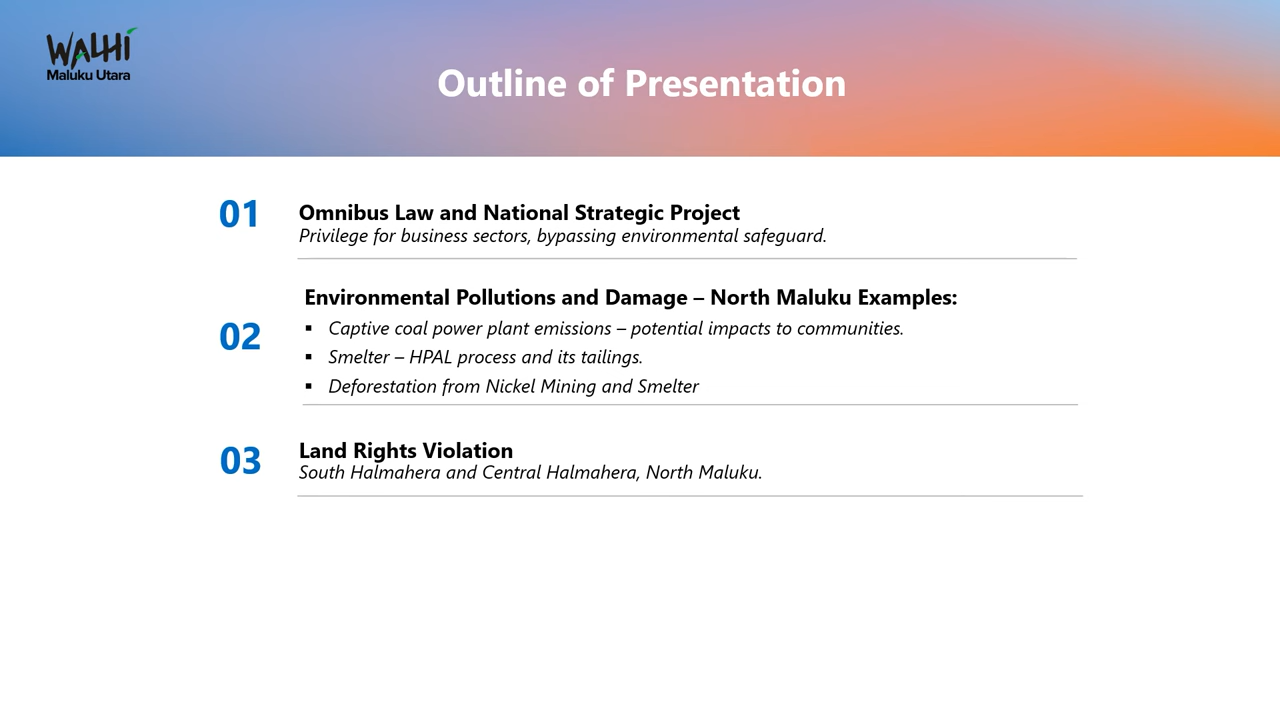 WALHI
Maluku Utara
Outline of Presentation
01
Omnibus Law and National Strategic Project
Privilege for business sectors, bypassing environmental safeguard.
02
Environmental Pollutions and Damage – North Maluku Examples:
▪ Captive coal power plant emissions – potential impacts to communities.
▪ Smelter – HPAL process and its tailings.
▪ Deforestation from Nickel Mining and Smelter
03
Land Rights Violation
South Halmahera and Central Halmahera, North Maluku.